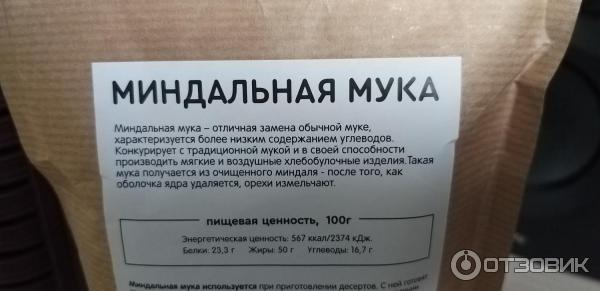 МИНДАЛЬНАЯ МУКА
Миндальная мука – отличная замена обычной муке,
характеризуется более низким содержанием углеводов.
Конкурирует с традиционной мукой и в своей способности
производить мягкие и воздушные хлебобулочные изделия.Такая
мука получается из очищенного миндаля - после того, как
оболочка ядра удаляется, орехи измельчают.
пищевая ценность, 100г
Энергетическая ценность: 567 ккал/2374 кДж.
Белки: 23,3 г Жиры: 50 г Углеводы: 16,7 г.
Миндальная мука используется при приготовлении десертов. С ней готовят
ОТЗОВИК